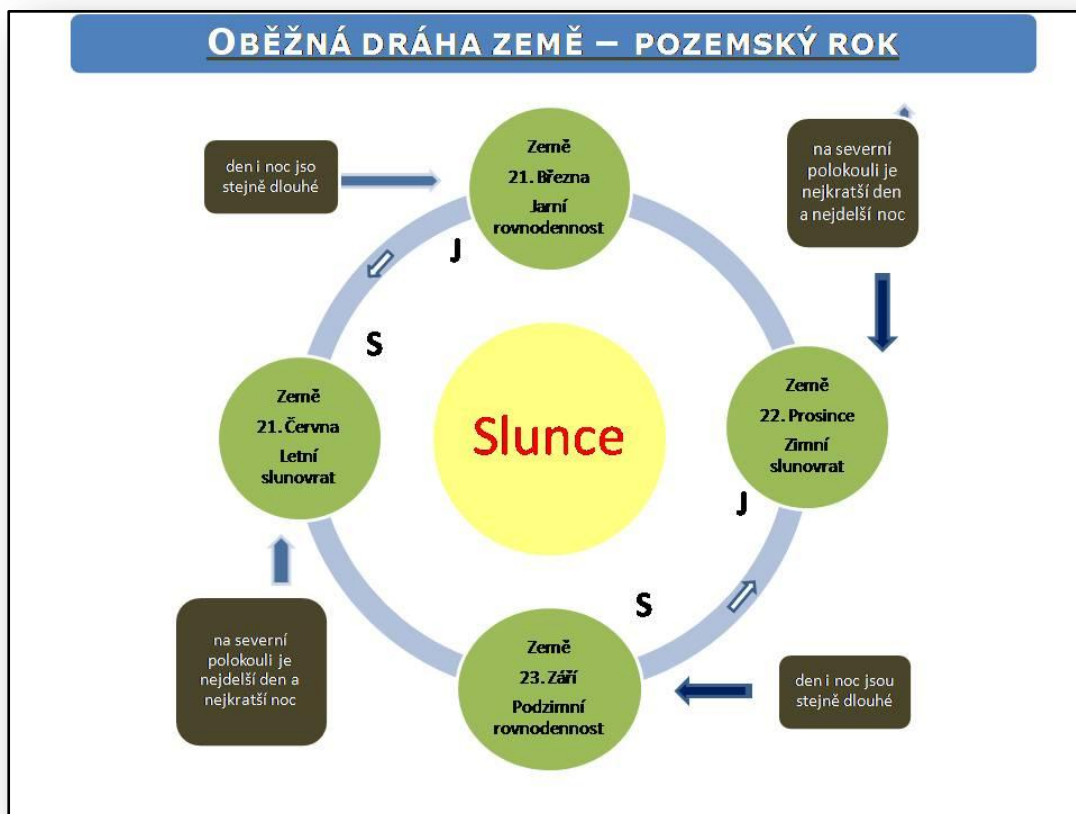 OBĚŽNÁ DRÁHA ZEMĚ – POZEMSKÝ ROK
den i noc jso
stejně dlouhé
Země
21. Března
Jarní
rovnodennost
na severní
polokouli je
nejkratší den
a nejdelší noc
J
S
Země
21. Června
Letní
slunovrat
Slunce
Země
22. Prosince
Zimní
slunovrat
J
S
na severní
polokouli je
nejdelší den a
nejkratší noc
Země
23. Září
Podzimní
rovnodennost
den i noc jsou
stejně dlouhé